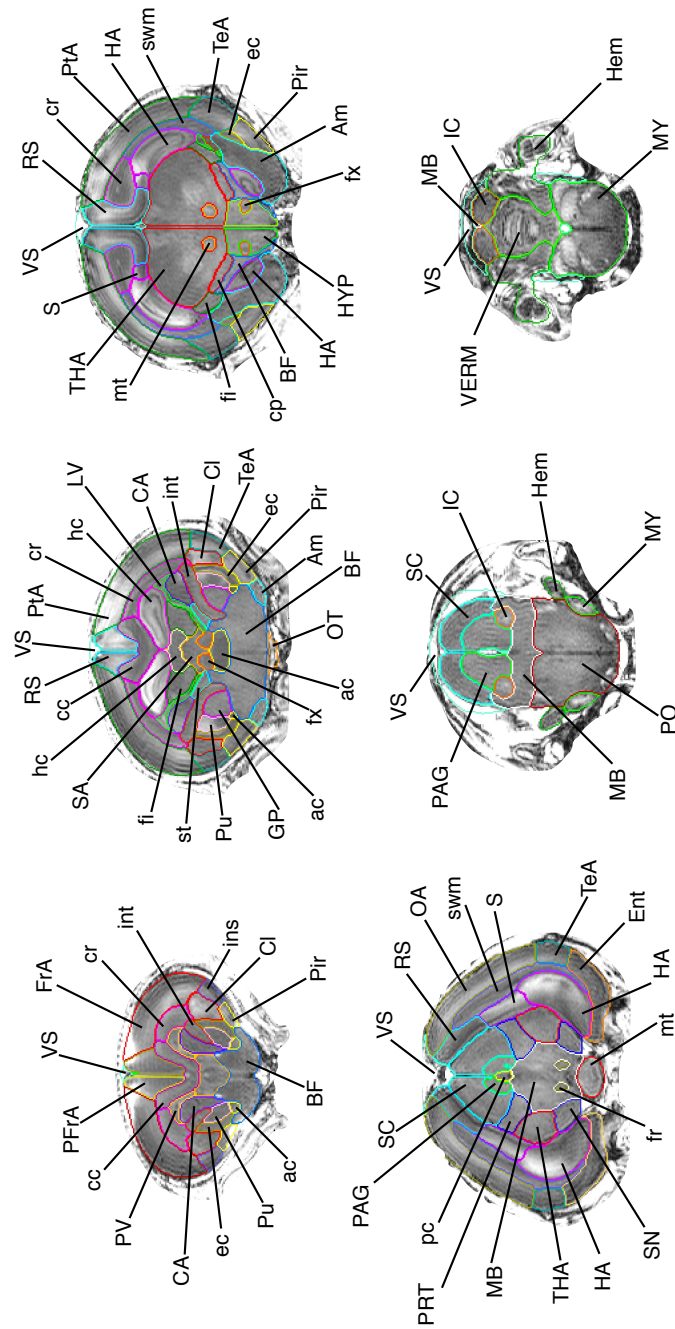 PV
cc
PFrA
VS
FrA
cr
int
ins
Cl
Pir
CA
ec
Pu
ac
BF
hc
cc
RS
VS
PtA
cr
hc
LV
CA
int
Cl
TeA
ec
Pir
Am
BF
SA
fi
st
Pu
GP
ac
fx
ac
OT
S
VS
RS
cr
PtA
HA
swm
TeA
ec
Pir
Am
fx
THA
mt
fi
cp
BF
HA
HYP
PRT
pc
PAG
SC
VS
RS
OA
swm
S
TeA
Ent
HA
mt
MB
THA
HA
SN
fr
PAG
VS
SC
IC
Hem
MB
PO
MY
VERM
VS
MB
IC
Hem
MY